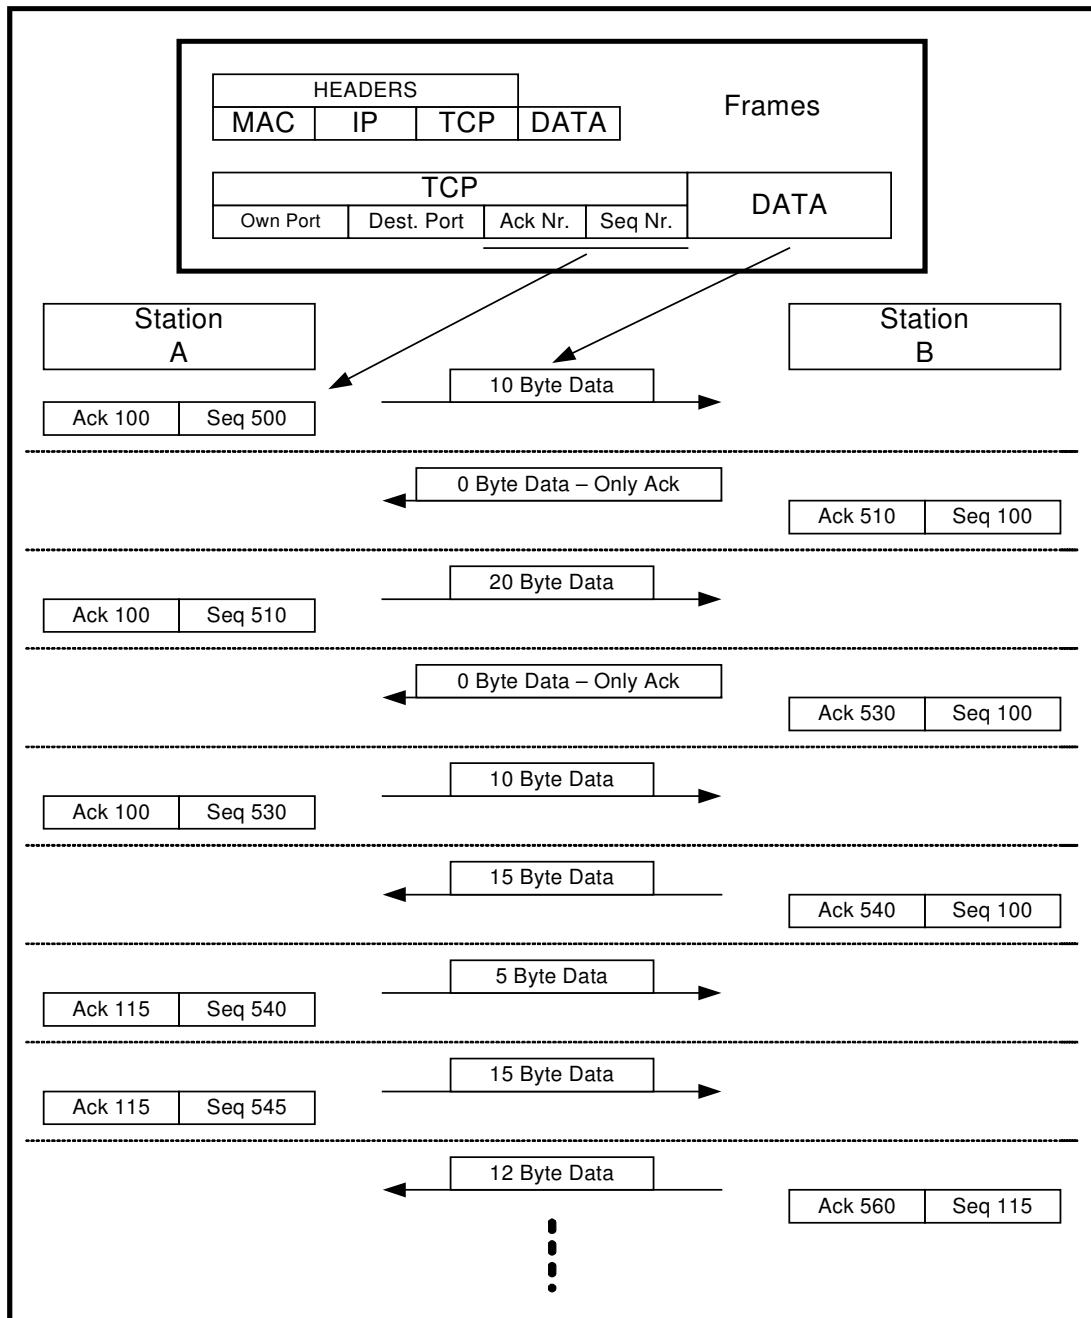 HEADERS
MAC IP TCP DATA
Frames
TCP
DATA
Own Port Dest. Port Ack Nr. Seq Nr.
Station
A
Station
B
10 Byte Data
Ack 100 Seq 500
0 Byte Data – Only Ack
Ack 510 Seq 100
20 Byte Data
Ack 100 Seq 510
0 Byte Data – Only Ack
Ack 530 Seq 100
10 Byte Data
Ack 100 Seq 530
15 Byte Data
Ack 540 Seq 100
5 Byte Data
Ack 115 Seq 540
15 Byte Data
Ack 115 Seq 545
12 Byte Data
Ack 560 Seq 115